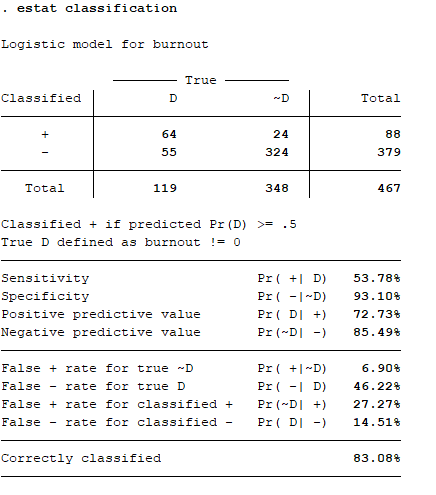 . estat classification
Logistic model for burnout
True
Classified D ~D Total
+ 64 24 88
- 55 324 379
Total 119 348 467
Classified + if predicted Pr(D) >= .5
True D defined as burnout != 0
Sensitivity Pr( +| D) 53.78%
Specificity Pr( -|~D) 93.10%
Positive predictive value Pr( D| +) 72.73%
Negative predictive value Pr(~D| -) 85.49%
False + rate for true ~D Pr( +|~D) 6.90%
False - rate for true D Pr( -| D) 46.22%
False + rate for classified + Pr(~D| +) 27.27%
False - rate for classified - Pr( D| -) 14.51%
Correctly classified 83.08%